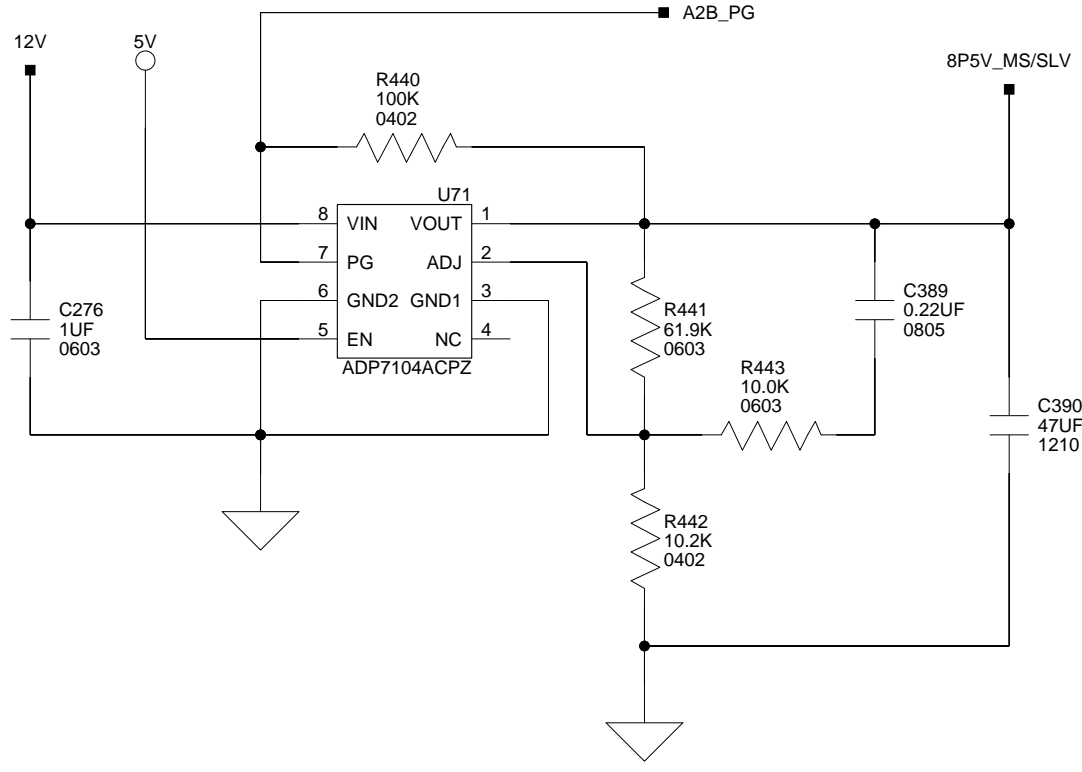 A2B_PG
12V
5V
8P5V_MS/SLV
R440
100K
0402
U71
8 VIN VOUT 1
7 PG ADJ 2
6 GND2 GND1 3
5 EN NC 4
ADP7104ACPZ
C276
1UF
0603
R441
61.9K
0603
C389
0.22UF
0805
R443
10.0K
0603
C390
47UF
1210
R442
10.2K
0402